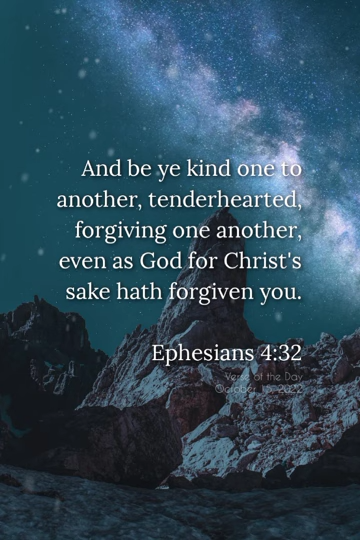 And be ye kind one to
another, tenderhearted,
forgiving one another,
even as God for Christ's
sake hath forgiven you.
Ephesians 4:32
Verse of the Day